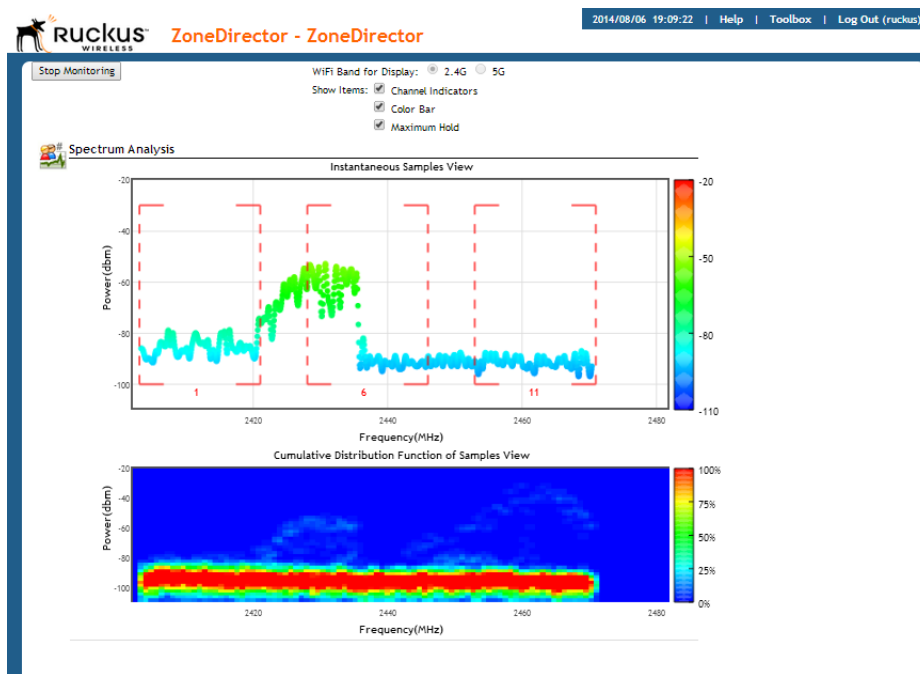 2014/08/06 19:09:22 | Help | Toolbox | Log Out (ruckus)
RUCKUS™
WIRELESS
ZoneDirector - ZoneDirector
Stop Monitoring
WiFi Band for Display: 2.4G 5G
Show Items: Channel Indicators
Color Bar
Maximum Hold
Spectrum Analysis
Instantaneous Samples View
Power(dbm)
-20
-40
-60
-80
-100
1
6
11
2420
2440
2460
2480
Frequency(MHz)
-20
-50
-80
-110
Cumulative Distribution Function of Samples View
Power(dbm)
-20
-40
-60
-80
-100
2420
2440
2460
2480
Frequency(MHz)
100%
75%
50%
25%
0%